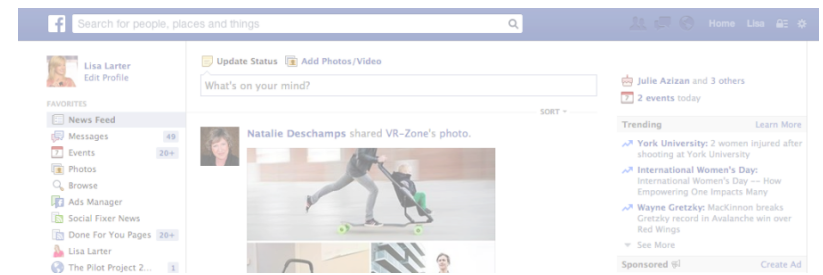 f Search for people, places and things Home Lisa
Lisa Larter
Edit Profile
FAVORITES
News Feed
Messages 49
Events 20+
Photos
Browse
Ads Manager
Social Fixer News
Done For You Pages 20+
Lisa Larter
The Pilot Project 2... 1
Update Status Add Photos/Video
What's on your mind?
SORT
Natalie Deschamps shared VR-Zone's photo.
Julie Azizan and 3 others
7 2 events today
Trending Learn More
York University: 2 women injured after
shooting at York University
International Women's Day:
International Women's Day — How
Empowering One Impacts Many
Wayne Gretzky: MacKinnon breaks
Gretzky record in Avalanche win over
Red Wings
See More
Sponsored Create Ad